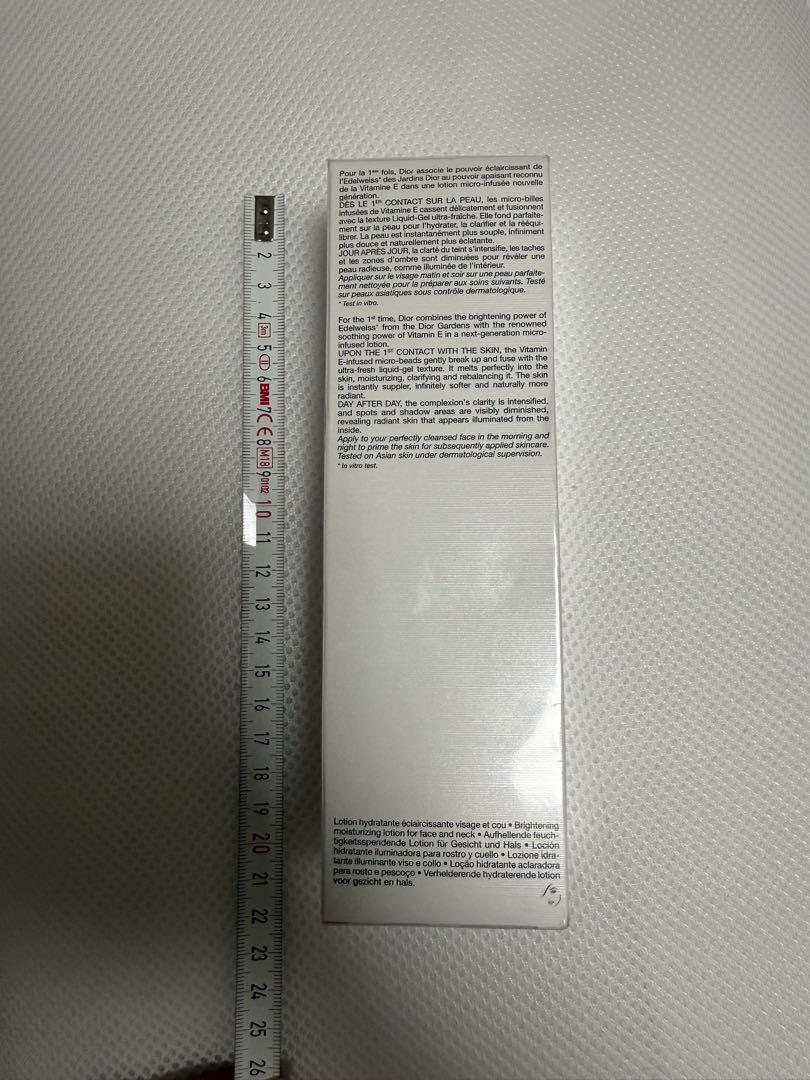 Pour la 1ère fois, Dior associe le pouvoir éclaircissant de
l'Edelweiss* des Jardins Dior au pouvoir apaisant reconnu
de la Vitamine E dans une lotion micro-infusée nouvelle
génération.
DÈS LE 1ER CONTACT SUR LA PEAU, les micro-billes
infusées de Vitamine E cassent délicatement et fusionnent
avec la texture Liquid-Gel ultra-fraîche. Elle fond parfaite-
ment sur la peau pour l'hydrater, la clarifier et la rééqui-
librer. La peau est instantanément plus souple, infiniment
plus douce et naturellement plus éclatante.
JOUR APRÈS JOUR, la clarté du teint s'intensifie, les taches
et les zones d'ombre sont diminuées pour révéler une
peau radieuse, comme illuminée de l'intérieur.
Appliquer sur le visage matin et soir sur une peau parfaite-
ment nettoyée pour la préparer aux soins suivants. Testé
sur peaux asiatiques sous contrôle dermatologique.
* Test in vitro.
For the 1st time, Dior combines the brightening power of
Edelweiss* from the Dior Gardens with the renowned
soothing power of Vitamin E in a next-generation micro-
infused lotion.
UPON THE 1ST CONTACT WITH THE SKIN, the Vitamin
E-infused micro-beads gently break up and fuse with the
ultra-fresh liquid-gel texture. It melts perfectly into the
skin, moisturizing, clarifying and rebalancing it. The skin
is instantly suppler, infinitely softer and naturally more
radiant.
DAY AFTER DAY, the complexion's clarity is intensified,
and spots and shadow areas are visibly diminished,
revealing radiant skin that appears illuminated from the
inside.
Apply to your perfectly cleansed face in the morning and
night to prime the skin for subsequently applied skincare.
Tested on Asian skin under dermatological supervision.
* In vitro test.
Lotion hydratante éclaircissante visage et cou • Brightening
moisturizing lotion for face and neck • Aufhellende feuch-
tigkeitsspendende Lotion für Gesicht und Hals • Loción
hidratante iluminadora para rostro y cuello • Lozione idra-
tante illuminante viso e collo • Loção hidratante aclaradora
para rosto e pescoço • Verhelderende hydraterende lotion
voor gezicht en hals.
2 3 4 3m 5 II 6 BMI 7 CE 8 M18 9 0102 10 11 12 13 14 15 16 17 18 19 20 21 22 23 24 25 26